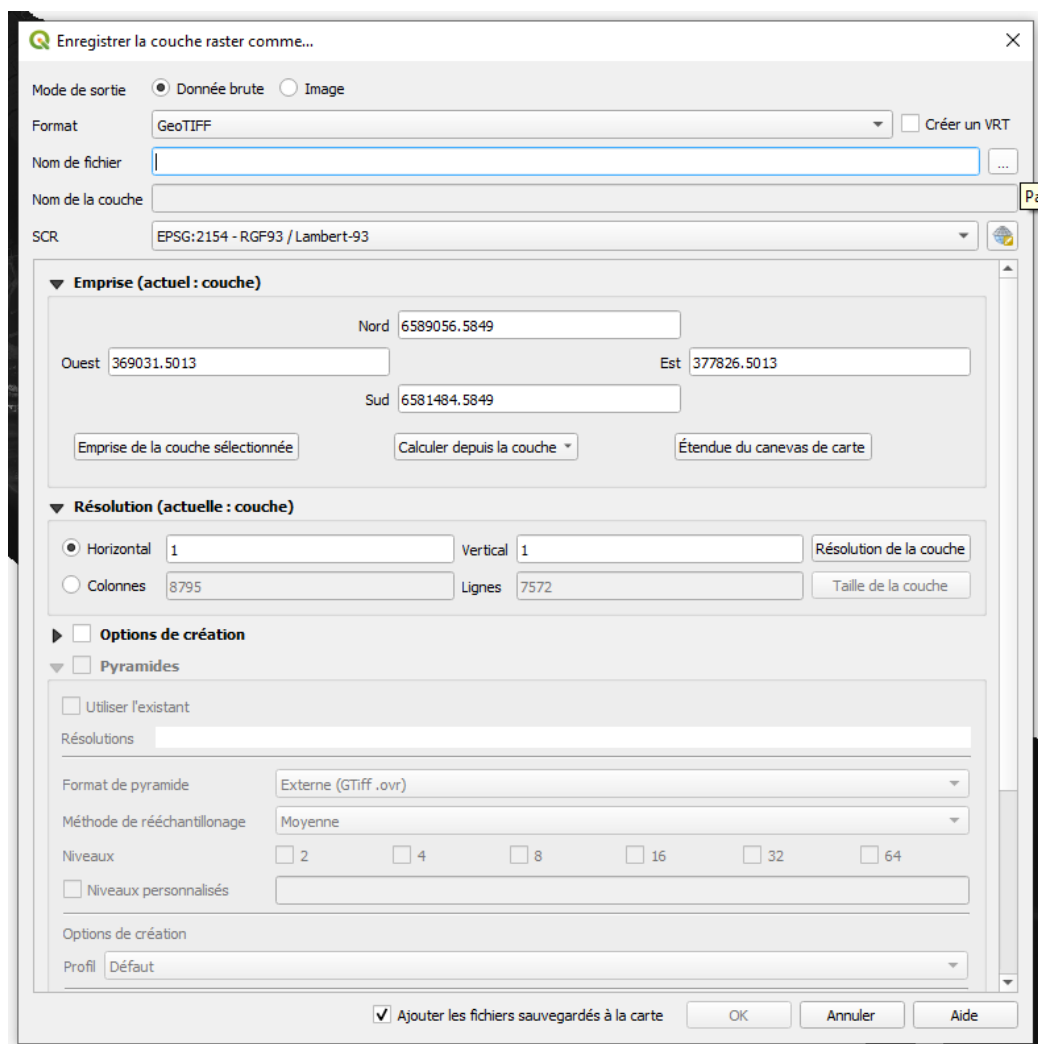 Enregistrer la couche raster comme...
Mode de sortie Donnée brute Image
Format GeoTIFF Créer un VRT
Nom de fichier ...
Nom de la couche Pa
SCR EPSG:2154 - RGF93 / Lambert-93
Emprise (actuel : couche)
Nord 6589056.5849
Ouest 369031.5013 Est 377826.5013
Sud 6581484.5849
Emprise de la couche sélectionnée Calculer depuis la couche Étendue du canevas de carte
Résolution (actuelle : couche)
Horizontal 1 Vertical 1 Résolution de la couche
Colonnes 8795 Lignes 7572 Taille de la couche
Options de création
Pyramides
Utiliser l'existant
Résolutions
Format de pyramide Externe (GTiff .ovr)
Méthode de rééchantillonage Moyenne
Niveaux 2 4 8 16 32 64
Niveaux personnalisés
Options de création
Profil Défaut
Ajouter les fichiers sauvegardés à la carte OK Annuler Aide